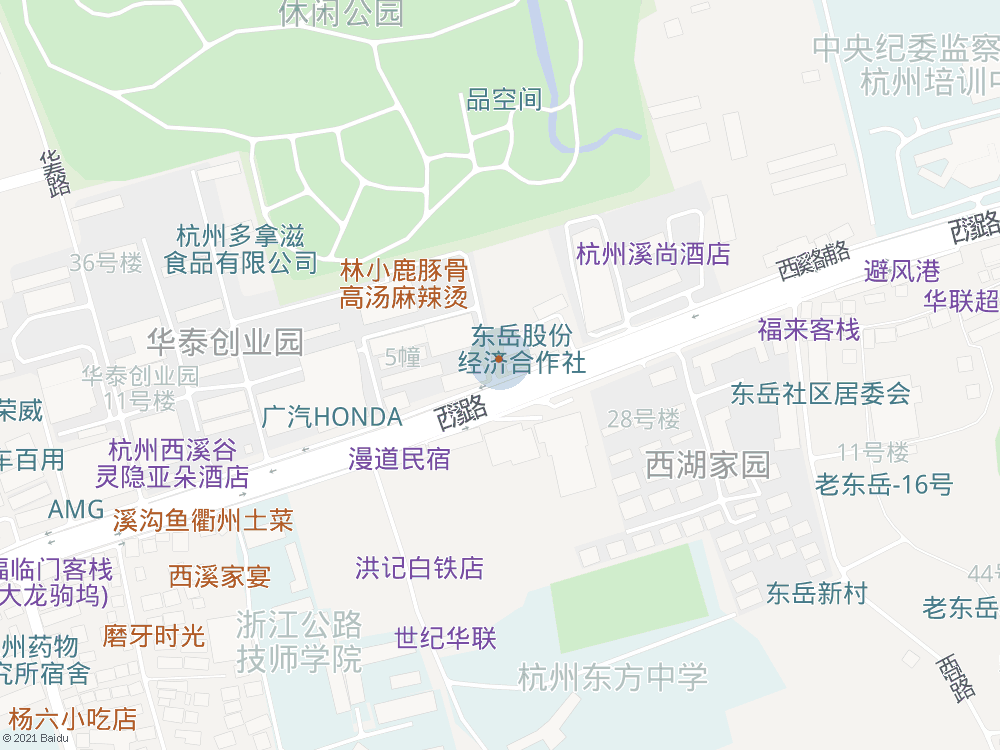 休闲公园
中央纪委监察
杭州培训中
品空间
华泰路
西溪路
杭州多拿滋
食品有限公司
36号楼
杭州溪尚酒店
西溪路辅路
林小鹿豚骨
高汤麻辣烫
避风港
华联超
福来客栈
华泰创业园
东岳股份
经济合作社
5幢
华泰创业园
11号楼
东岳社区居委会
荣威
广汽HONDA
西溪路
28号楼
杭州西溪谷
灵隐亚朵酒店
车百用
漫道民宿
西湖家园
11号楼
老东岳-16号
AMG
溪沟鱼衢州土菜
福临门客栈
大龙驹坞)
西溪家宴
洪记白铁店
东岳新村
44号
老东岳
浙江公路
技师学院
磨牙时光
世纪华联
州药物
究所宿舍
杭州东方中学
杨六小吃店
© 2021 Baidu